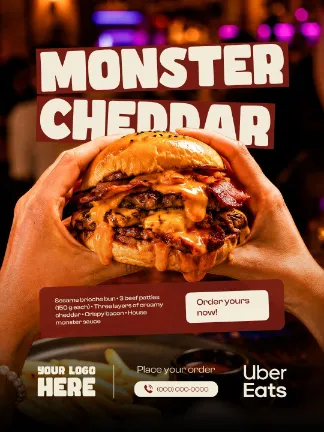 MONSTER
CHEDDAR
Sesame brioche bun • 3 beef patties
(150 g each) • Three layers of creamy
cheddar • Crispy bacon • House
monster sauce
Order yours
now!
YOUR LOGO
HERE
Place your order
(000) 000-0000
Uber
Eats